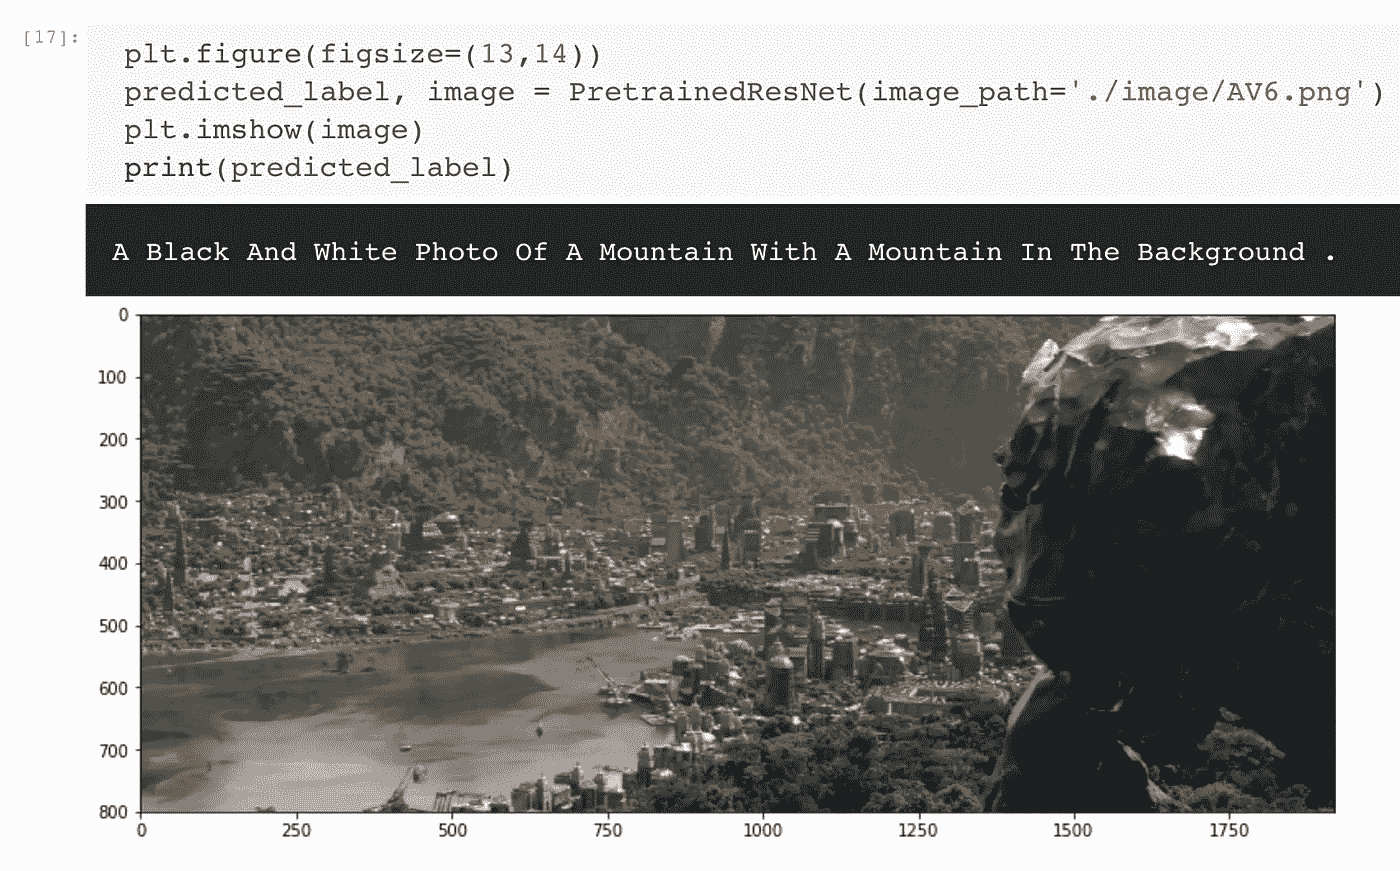 [17]:
plt.figure(figsize=(13,14))
predicted_label, image = PretrainedResNet(image_path='./image/AV6.png')
plt.imshow(image)
print(predicted_label)
A Black And White Photo Of A Mountain With A Mountain In The Background .
0
100
200
300
400
500
600
700
800
0 250 500 750 1000 1250 1500 1750